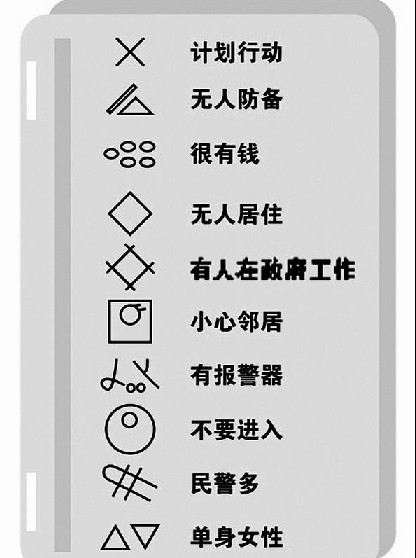 计划行动
无人防备
很有钱
无人居住
有人在政府工作
小心邻居
有报警器
不要进入
民警多
单身女性